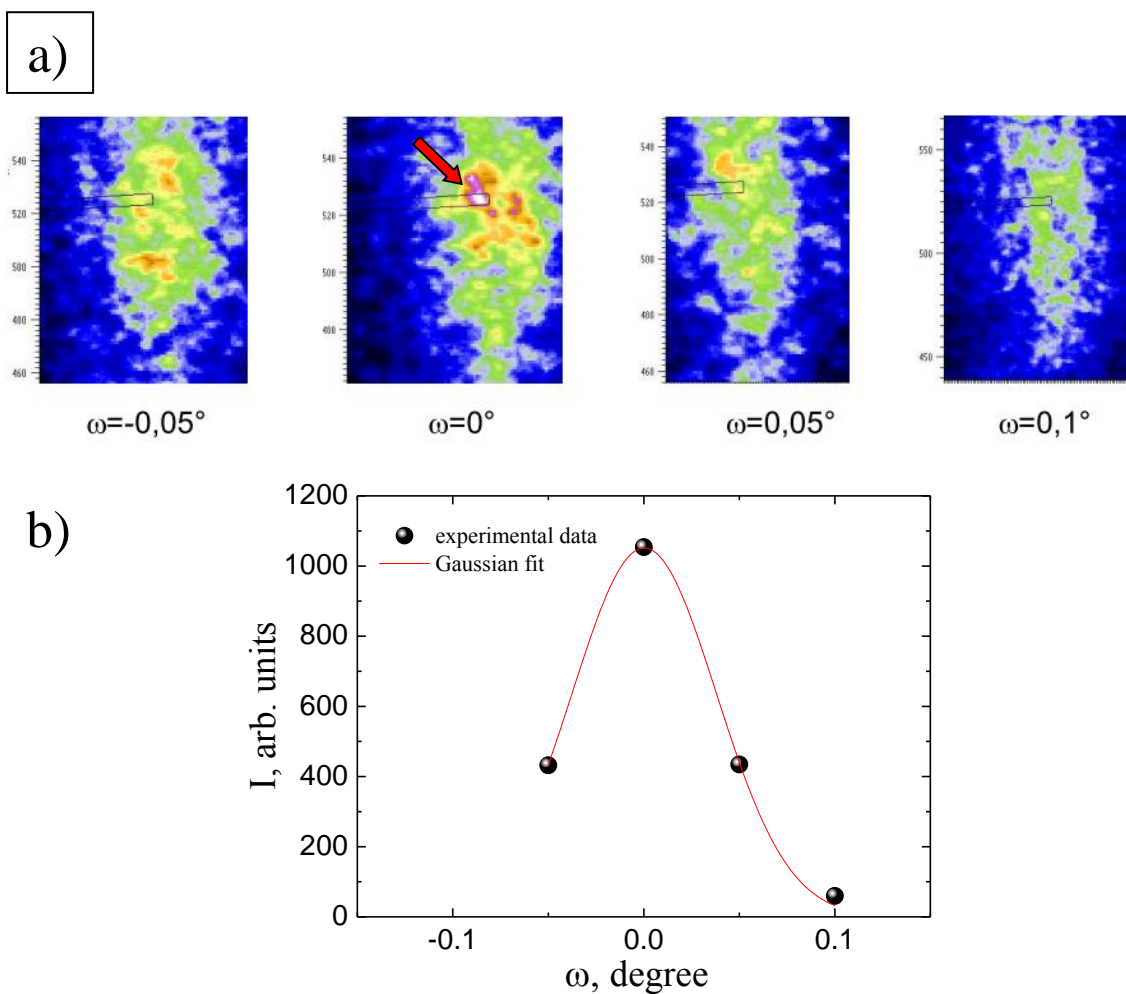 a)
540
520
500
480
460
540
520
500
480
540
520
500
480
460
550
500
450
ω=-0,05°
ω=0°
ω=0,05°
ω=0,1°
b)
1200
1000
800
600
400
200
0
I, arb. units
experimental data
Gaussian fit
-0.1
0.0
0.1
ω, degree